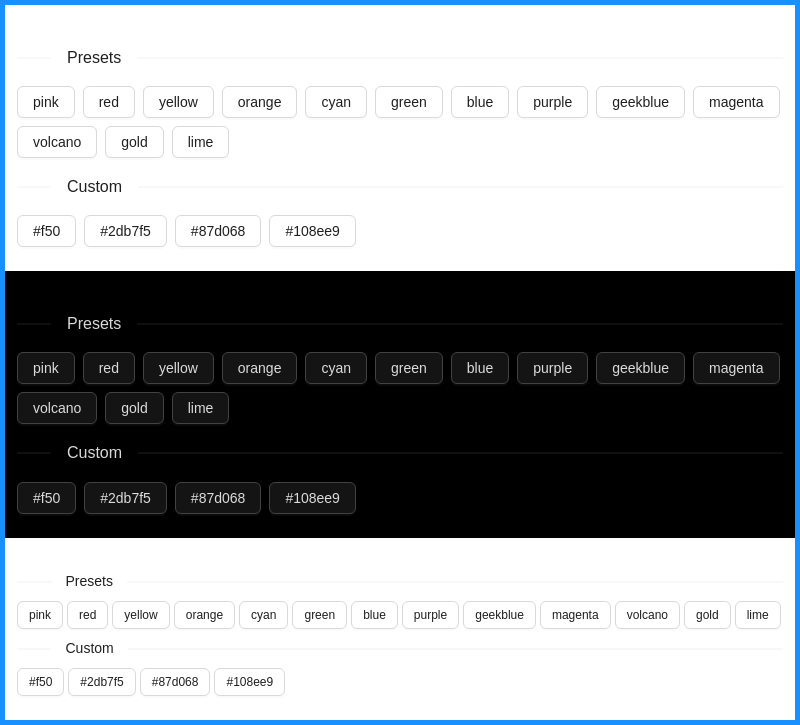 Presets
pink red yellow orange cyan green blue purple geekblue magenta
volcano gold lime
Custom
#f50 #2db7f5 #87d068 #108ee9
Presets
pink red yellow orange cyan green blue purple geekblue magenta
volcano gold lime
Custom
#f50 #2db7f5 #87d068 #108ee9
Presets
pink red yellow orange cyan green blue purple geekblue magenta volcano gold lime
Custom
#f50 #2db7f5 #87d068 #108ee9